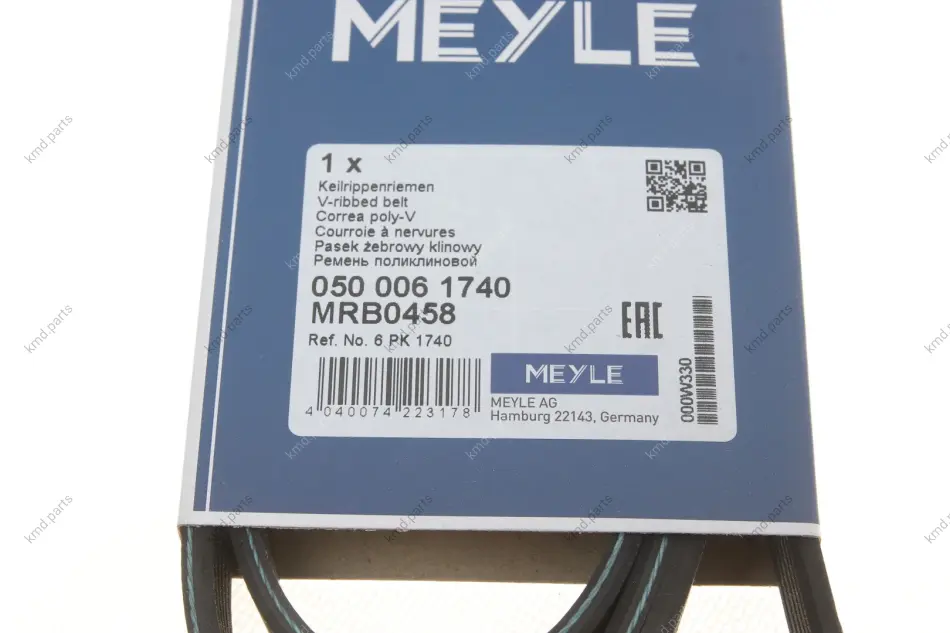 MEYLE
1 x
Keilrippenriemen
V-ribbed belt
Correa poly-V
Courroie à nervures
Pasek żebrowy klinowy
Ремень поликлиновой
050 006 1740
MRB0458
Ref. No. 6 PK 1740
EAC
000W330
4 040074 223178
MEYLE
MEYLE AG
Hamburg 22143, Germany
kmd.parts